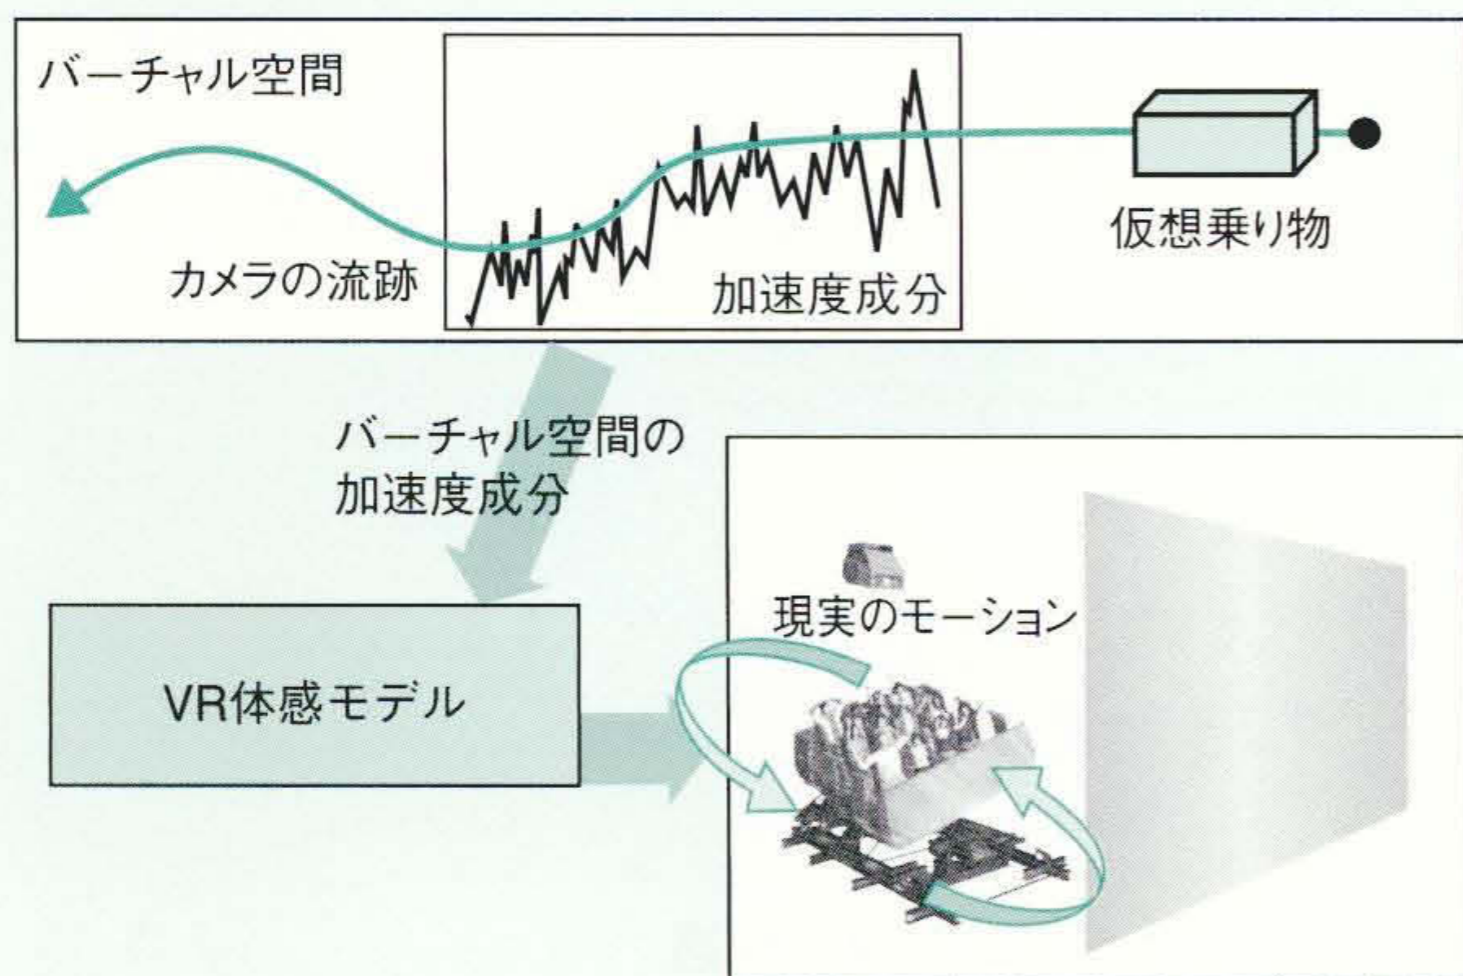 バーチャル空間
仮想乗り物
カメラの流跡
加速度成分
バーチャル空間の
加速度成分
現実のモーション
VR体感モデル